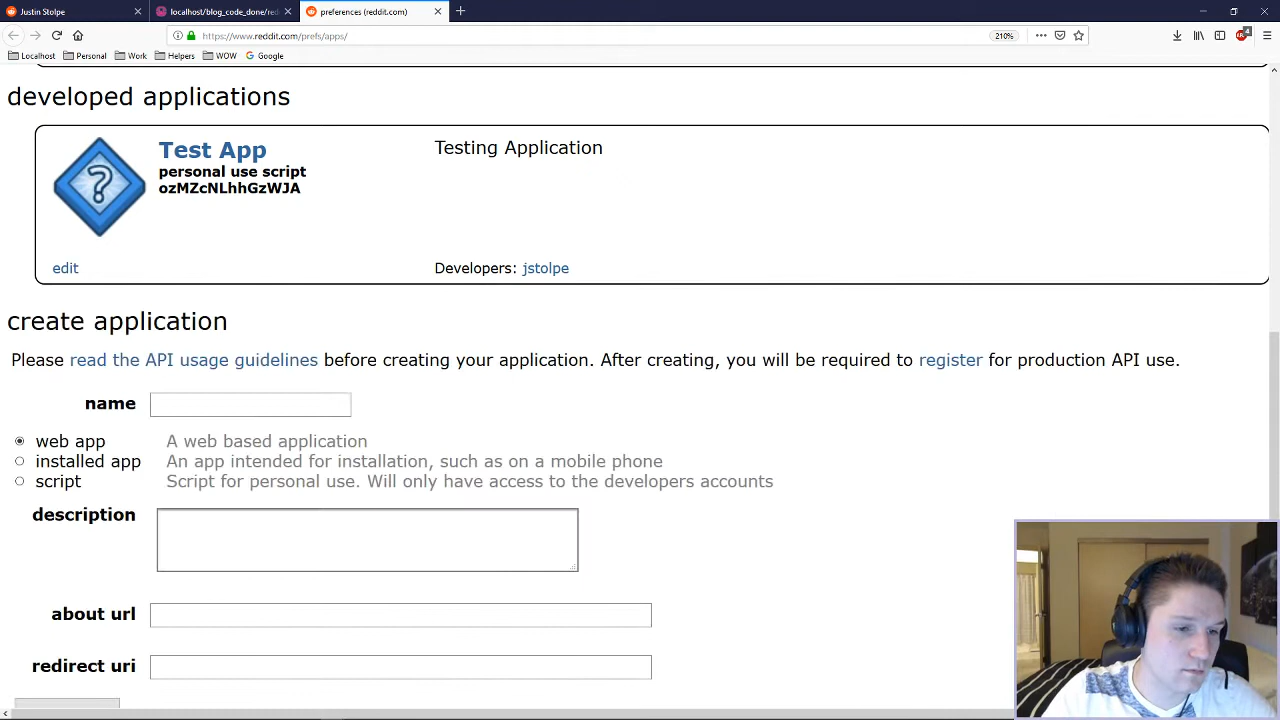 Justin Stolpe
localhost/blog_code_done/red
preferences (reddit.com)
https://www.reddit.com/prefs/apps/
210%
Localhost Personal Work Helpers WOW Google
developed applications
Test App
Testing Application
personal use script
ozMZcNLhhGzWJA
edit
Developers: jstolpe
create application
Please read the API usage guidelines before creating your application. After creating, you will be required to register for production API use.
name
web app A web based application
installed app An app intended for installation, such as on a mobile phone
script Script for personal use. Will only have access to the developers accounts
description
about url
redirect uri